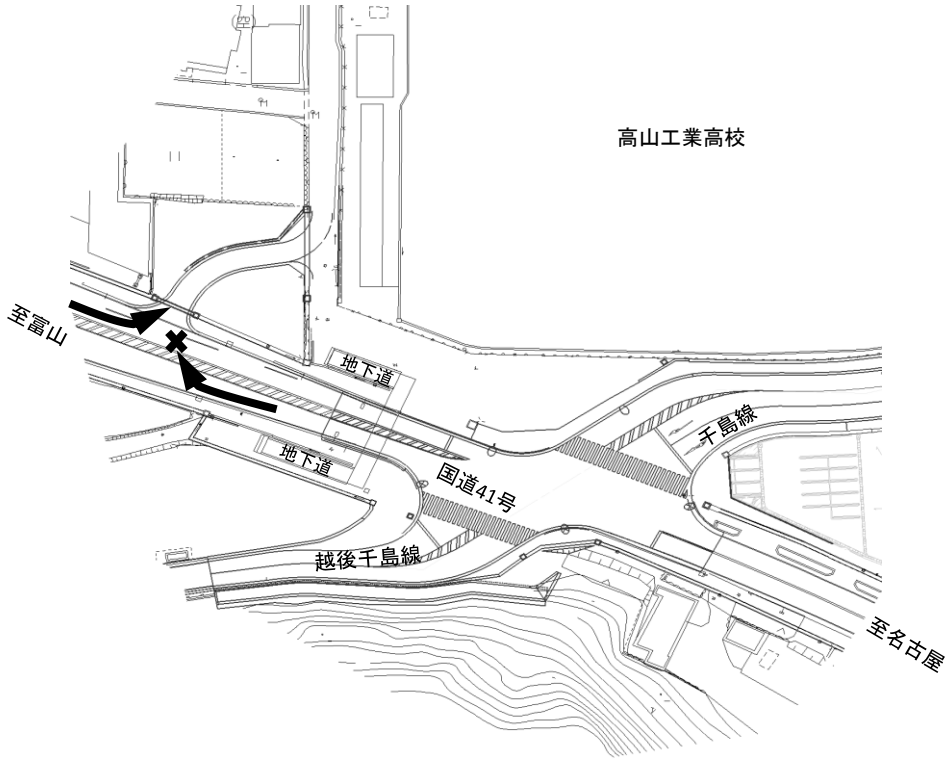 高山工業高校
至富山
地下道
千島線
地下道
国道41号
越後千島線
至名古屋